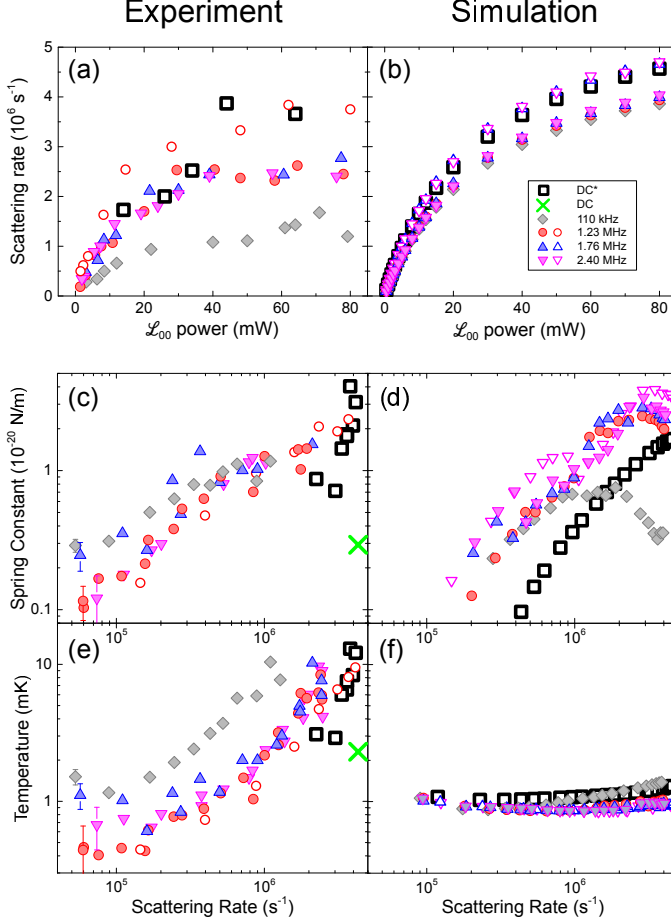 Experiment
Simulation
(a)
(b)
Scattering rate (10⁶ s⁻¹)
5
4
3
2
1
0
DC*
DC
110 kHz
1.23 MHz
1.76 MHz
2.40 MHz
0 20 40 60 80
0 20 40 60 80
ℒ₀₀ power (mW)
ℒ₀₀ power (mW)
(c)
(d)
Spring Constant (10⁻²⁰ N/m)
1
0.1
10⁵ 10⁶
10⁵ 10⁶
(e)
(f)
Temperature (mK)
10
1
10⁵ 10⁶
10⁵ 10⁶
Scattering Rate (s⁻¹)
Scattering Rate (s⁻¹)